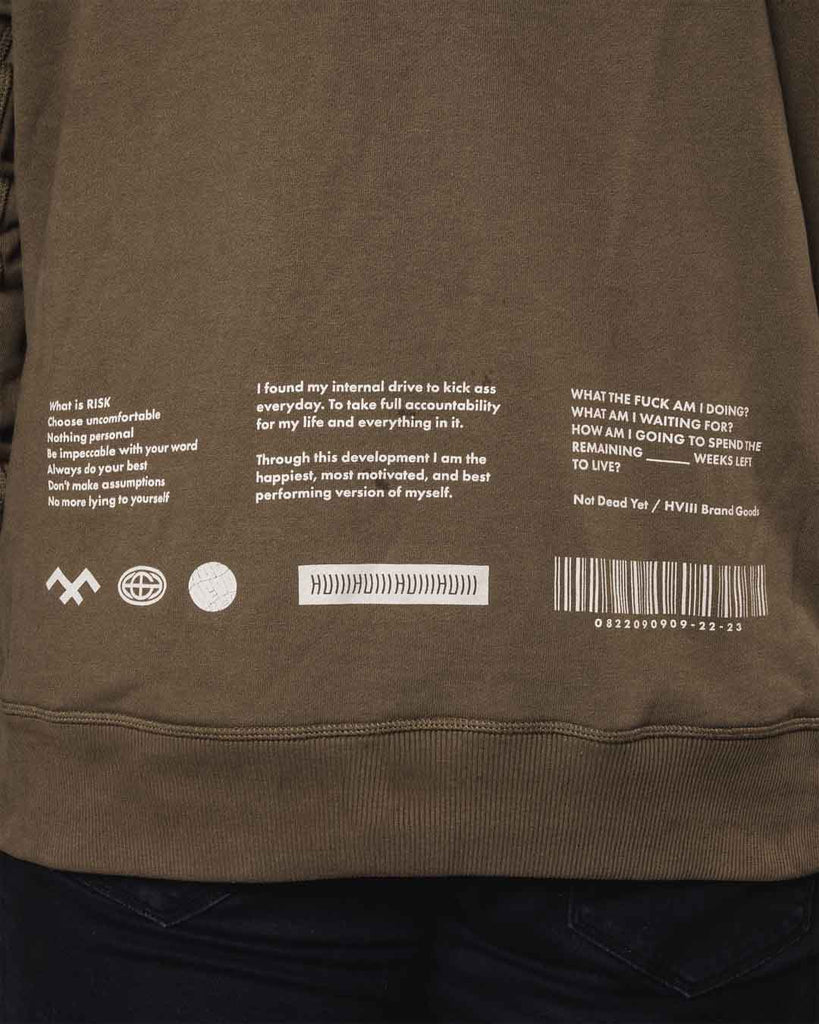 What is RISK
Choose uncomfortable
Nothing personal
Be impeccable with your word
Always do your best
Don't make assumptions
No more lying to yourself
I found my internal drive to kick ass
everyday. To take full accountability
for my life and everything in it.
Through this development I am the
happiest, most motivated, and best
performing version of myself.
WHAT THE FUCK AM I DOING?
WHAT AM I WAITING FOR?
HOW AM I GOING TO SPEND THE
REMAINING ______ WEEKS LEFT
TO LIVE?
Not Dead Yet / HVIII Brand Goods
HVIIIHVIIIHVIIIHVIII
0822090909-22-23